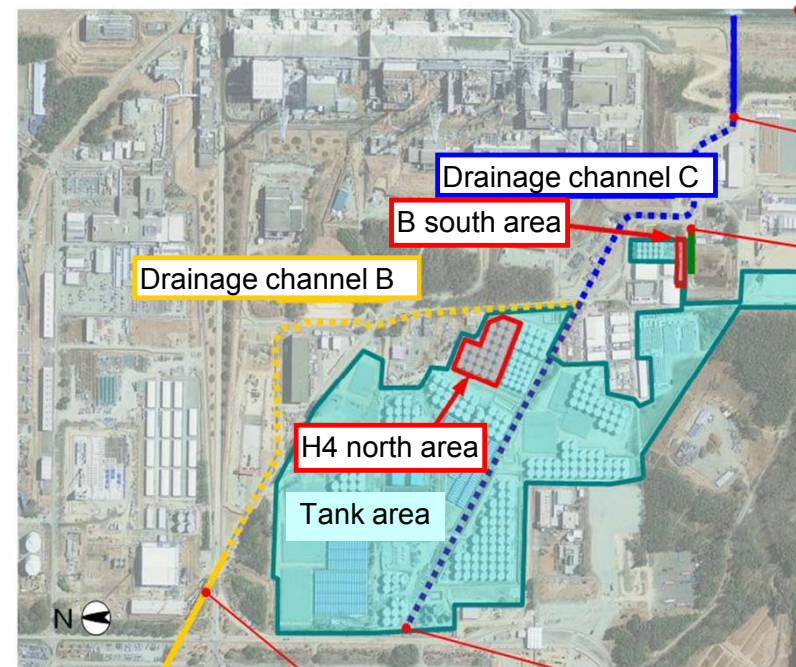 Drainage channel C
B south area
Drainage channel B
H4 north area
Tank area
N